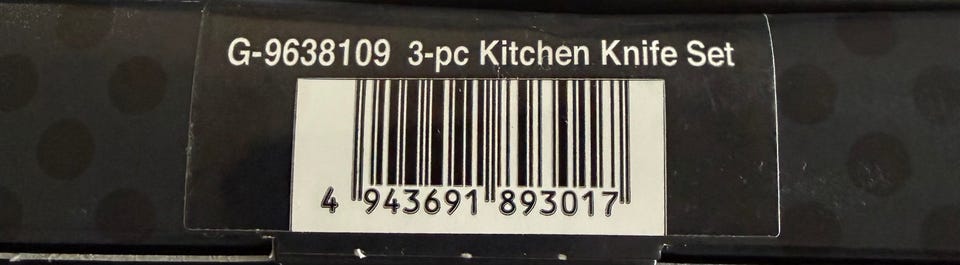 G-9638109 3-pc Kitchen Knife Set
4 943691 893017